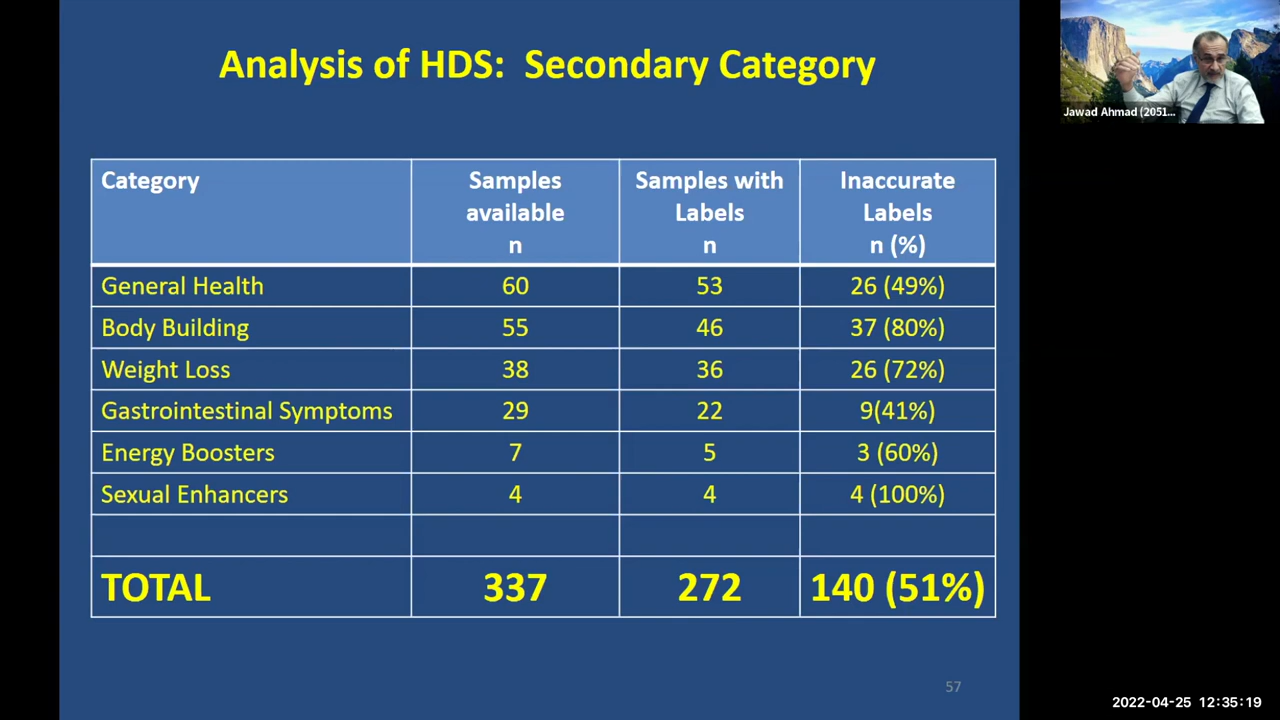 Analysis of HDS: Secondary Category
Category
Samples available n
Samples with Labels n
Inaccurate Labels n (%)
General Health 60 53 26 (49%)
Body Building 55 46 37 (80%)
Weight Loss 38 36 26 (72%)
Gastrointestinal Symptoms 29 22 9(41%)
Energy Boosters 7 5 3 (60%)
Sexual Enhancers 4 4 4 (100%)
TOTAL 337 272 140 (51%)
57
Jawad Ahmad (2051...
2022-04-25 12:35:19